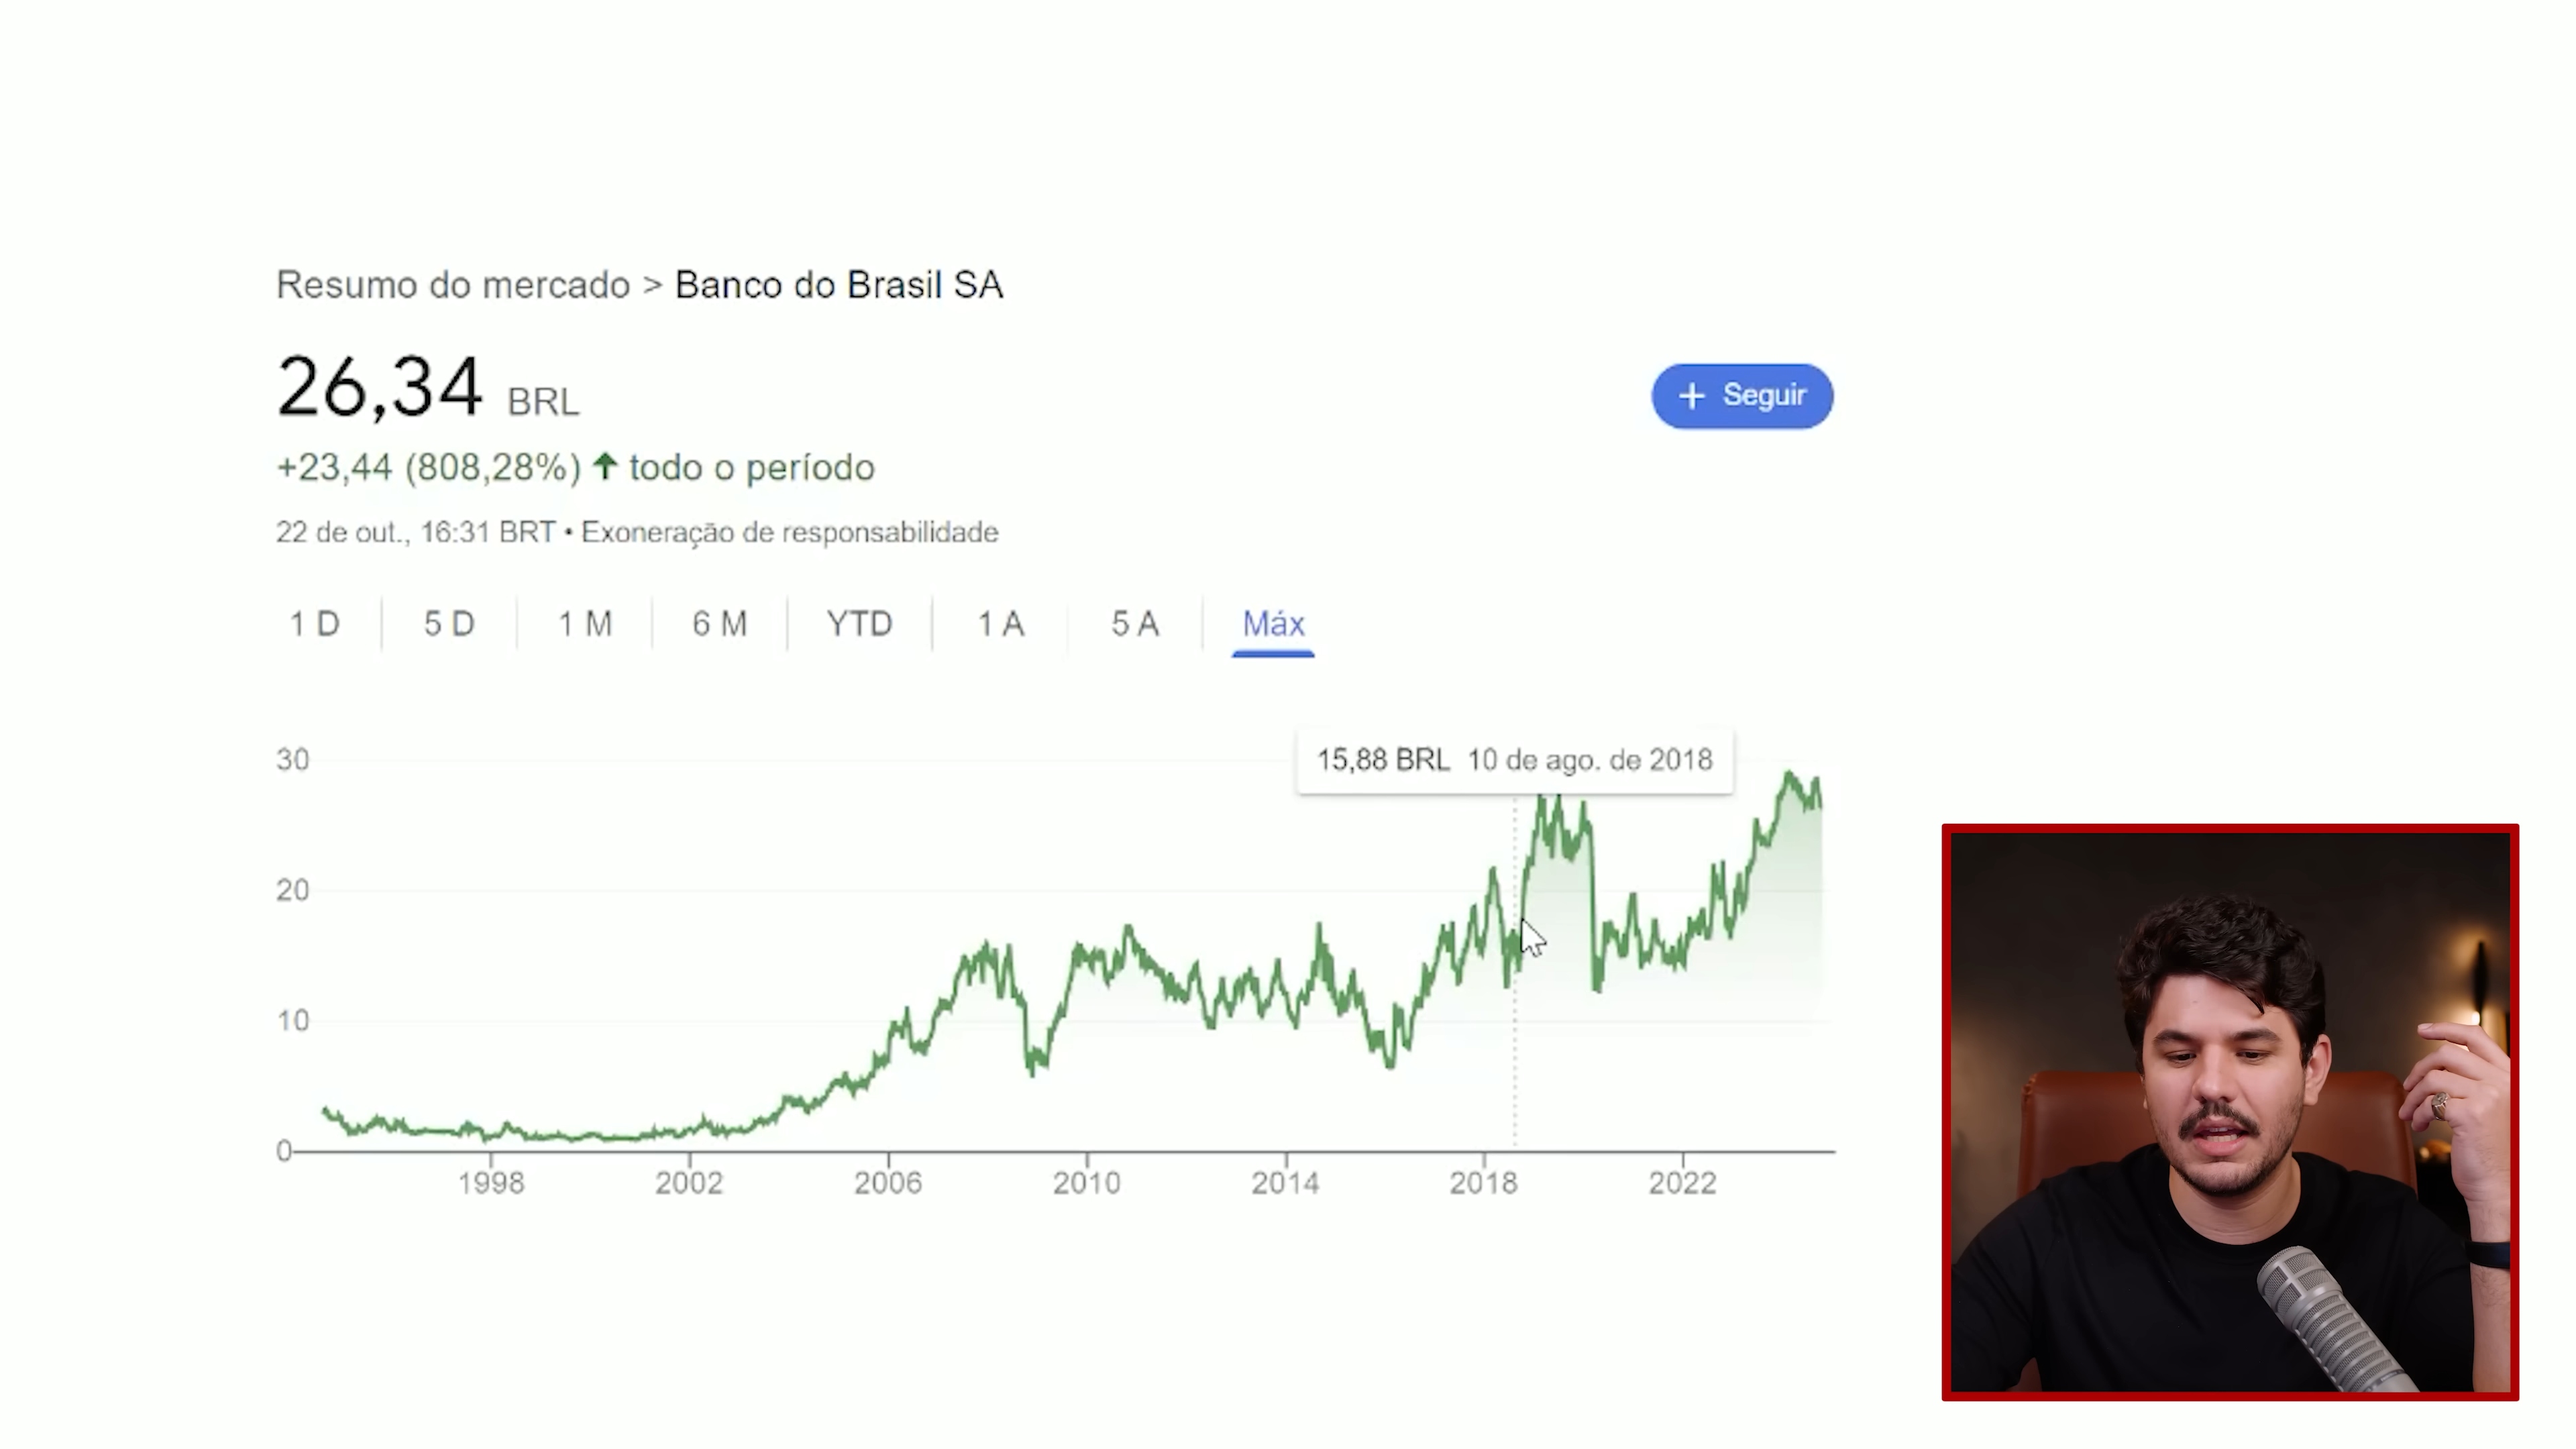 Resumo do mercado > Banco do Brasil SA
26,34 BRL
+ Seguir
+23,44 (808,28%) ↑ todo o período
22 de out., 16:31 BRT • Exoneração de responsabilidade
1 D 5 D 1 M 6 M YTD 1 A 5 A Máx
15,88 BRL 10 de ago. de 2018
30
20
10
0
1998 2002 2006 2010 2014 2018 2022